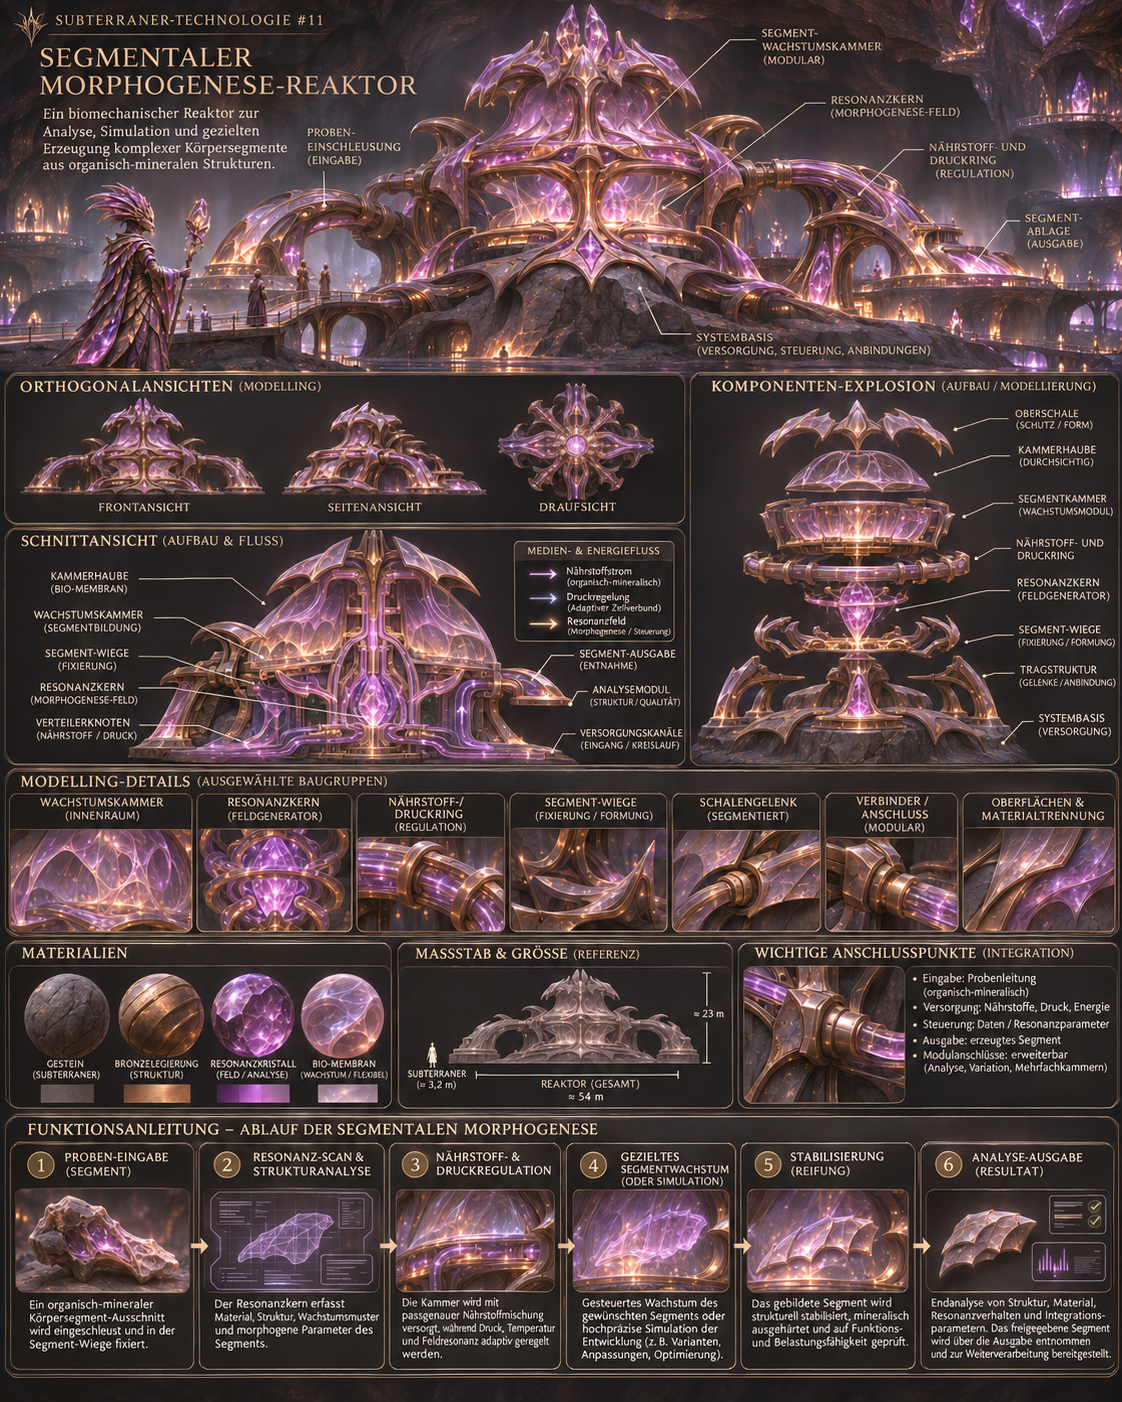 SUBTERRANER-TECHNOLOGIE #11
SEGMENTALER
MORPHOGENESE-REAKTOR
Ein biomechanischer Reaktor zur
Analyse, Simulation und gezielten
Erzeugung komplexer Körpersegmente
aus organisch-mineralen Strukturen.
PROBEN-
EINSCHLEUSUNG
(EINGABE)
SEGMENT-
WACHSTUMSKAMMER
(MODULAR)
RESONANZKERN
(MORPHOGENESE-FELD)
NÄHRSTOFF- UND
DRUCKRING
(REGULATION)
SEGMENT-
ABLAGE
(AUSGABE)
SYSTEMBASIS
(VERSORGUNG, STEUERUNG, ANBINDUNGEN)
ORTHOGONALANSICHTEN (MODELLING)
FRONTANSICHT
SEITENANSICHT
DRAUFSICHT
SCHNITTANSICHT (AUFBAU & FLUSS)
KAMMERHAUBE
(BIO-MEMBRAN)
WACHSTUMSKAMMER
(SEGMENTBILDUNG)
SEGMENT-WIEGE
(FIXIERUNG)
RESONANZKERN
(MORPHOGENESE-FELD)
VERTEILERKNOTEN
(NÄHRSTOFF / DRUCK)
MEDIEN- & ENERGIEFLUSS
Nährstoffstrom
(organisch-mineralisch)
Druckregelung
(Adaptiver Zellverbund)
Resonanzfeld
(Morphogenese / Steuerung)
SEGMENT-AUSGABE
(ENTNAHME)
ANALYSEMODUL
(STRUKTUR / QUALITÄT)
VERSORGUNGSKANÄLE
(EINGANG / KREISLAUF)
KOMPONENTEN-EXPLOSION (AUFBAU / MODELLIERUNG)
OBERSCHALE
(SCHUTZ / FORM)
KAMMERHAUBE
(DURCHSICHTIG)
SEGMENTKAMMER
(WACHSTUMSMODUL)
NÄHRSTOFF- UND
DRUCKRING
RESONANZKERN
(FELDGENERATOR)
SEGMENT-WIEGE
(FIXIERUNG / FORMUNG)
TRAGSTRUKTUR
(GELENKE / ANBINDUNG)
SYSTEMBASIS
(VERSORGUNG)
MODELLING-DETAILS (AUSGEWÄHLTE BAUGRUPPEN)
WACHSTUMSKAMMER
(INNENRAUM)
RESONANZKERN
(FELDGENERATOR)
NÄHRSTOFF-/
DRUCKRING
(REGULATION)
SEGMENT-WIEGE
(FIXIERUNG / FORMUNG)
SCHALENGELENK
(SEGMENTIERT)
VERBINDER /
ANSCHLUSS
(MODULAR)
OBERFLÄCHEN &
MATERIALTRENNUNG
MATERIALIEN
GESTEIN
(SUBTERRANER)
BRONZELEGIERUNG
(STRUKTUR)
RESONANZKRISTALL
(FELD / ANALYSE)
BIO-MEMBRAN
(WACHSTUM / FLEXIBEL)
MASSSTAB & GRÖSSE (REFERENZ)
≈ 23 m
SUBTERRANER
(≈ 3,2 m)
REAKTOR (GESAMT)
≈ 54 m
WICHTIGE ANSCHLUSSPUNKTE (INTEGRATION)
• Eingabe: Probenleitung
(organisch-mineralisch)
• Versorgung: Nährstoffe, Druck, Energie
• Steuerung: Daten / Resonanzparameter
• Ausgabe: erzeugtes Segment
• Modulanschlüsse: erweiterbar
(Analyse, Variation, Mehrfachkammern)
FUNKTIONSANLEITUNG – ABLAUF DER SEGMENTALEN MORPHOGENESE
1 PROBEN-EINGABE
(SEGMENT)
Ein organisch-mineraler
Körpersegment-Ausschnitt
wird eingeschleust und in der
Segment-Wiege fixiert.
2 RESONANZ-SCAN &
STRUKTURANALYSE
Der Resonanzkern erfasst
Material, Struktur, Wachstumsmuster
und morphogene Parameter des
Segments.
3 NÄHRSTOFF- &
DRUCKREGULATION
Die Kammer wird mit
passgenauer Nährstoffmischung
versorgt, während Druck, Temperatur
und Feldresonanz adaptiv geregelt
werden.
4 GEZIELTES
SEGMENTWACHSTUM
(ODER SIMULATION)
Gesteuertes Wachstum des
gewünschten Segments oder
hochpräzise Simulation der
Entwicklung (z. B. Varianten,
Anpassungen, Optimierung).
5 STABILISIERUNG
(REIFUNG)
Das gebildete Segment wird
strukturell stabilisiert, mineralisch
ausgehärtet und auf Funktions-
und Belastungsfähigkeit geprüft.
6 ANALYSE-AUSGABE
(RESULTAT)
Endanalyse von Struktur, Material,
Resonanzverhalten und Integrations-
parametern. Das freigegebene Segment
wird über die Ausgabe entnommen
und zur Weiterverarbeitung bereitgestellt.